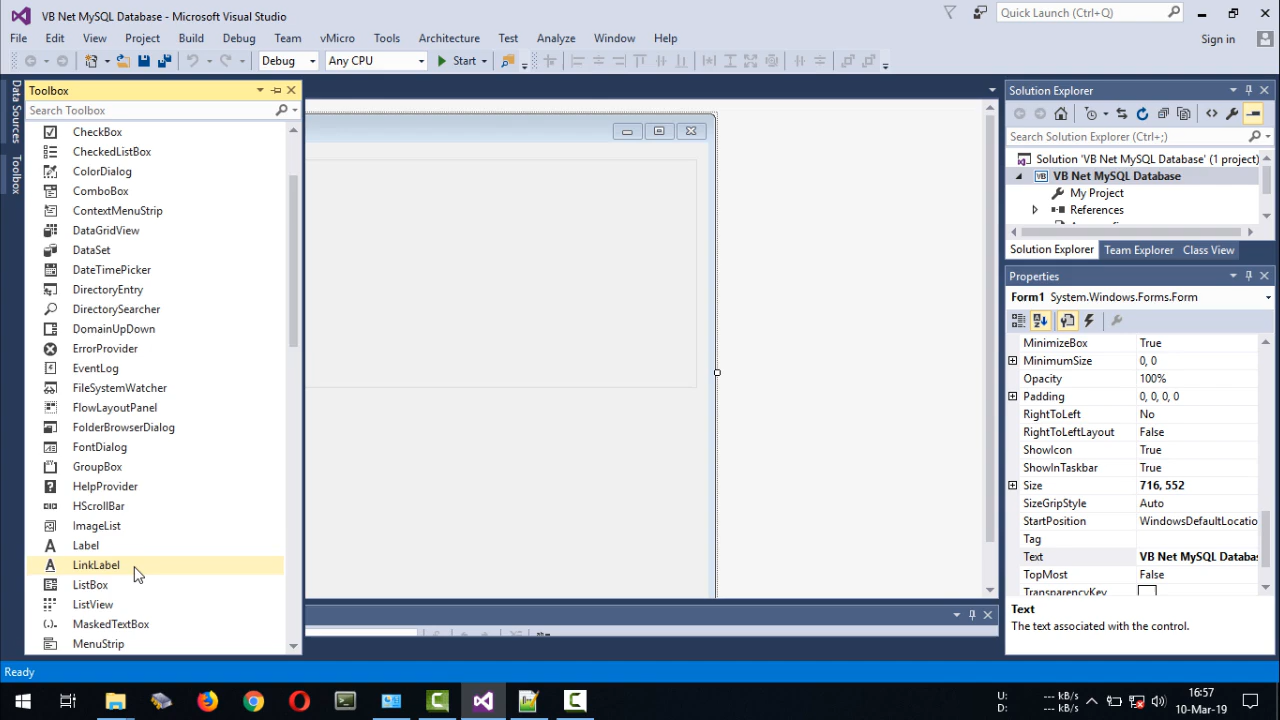 VB Net MySQL Database - Microsoft Visual Studio
Quick Launch (Ctrl+Q)
File Edit View Project Build Debug Team vMicro Tools Architecture Test Analyze Window Help
Sign in
Debug Any CPU Start
Data Sources
Toolbox
Toolbox
Search Toolbox
CheckBox
CheckedListBox
ColorDialog
ComboBox
ContextMenuStrip
DataGridView
DataSet
DateTimePicker
DirectoryEntry
DirectorySearcher
DomainUpDown
ErrorProvider
EventLog
FileSystemWatcher
FlowLayoutPanel
FolderBrowserDialog
FontDialog
GroupBox
HelpProvider
HScrollBar
ImageList
Label
LinkLabel
ListBox
ListView
MaskedTextBox
MenuStrip
Solution Explorer
Search Solution Explorer (Ctrl+;)
Solution 'VB Net MySQL Database' (1 project)
VB Net MySQL Database
My Project
References
Solution Explorer Team Explorer Class View
Properties
Form1 System.Windows.Forms.Form
MinimizeBox True
MinimumSize 0, 0
Opacity 100%
Padding 0, 0, 0, 0
RightToLeft No
RightToLeftLayout False
ShowIcon True
ShowInTaskbar True
Size 716, 552
SizeGripStyle Auto
StartPosition WindowsDefaultLocatio
Tag
Text VB Net MySQL Databas
TopMost False
TransparencyKey
Text
The text associated with the control.
Ready
U: --- kB/s
D: --- kB/s
16:57
10-Mar-19